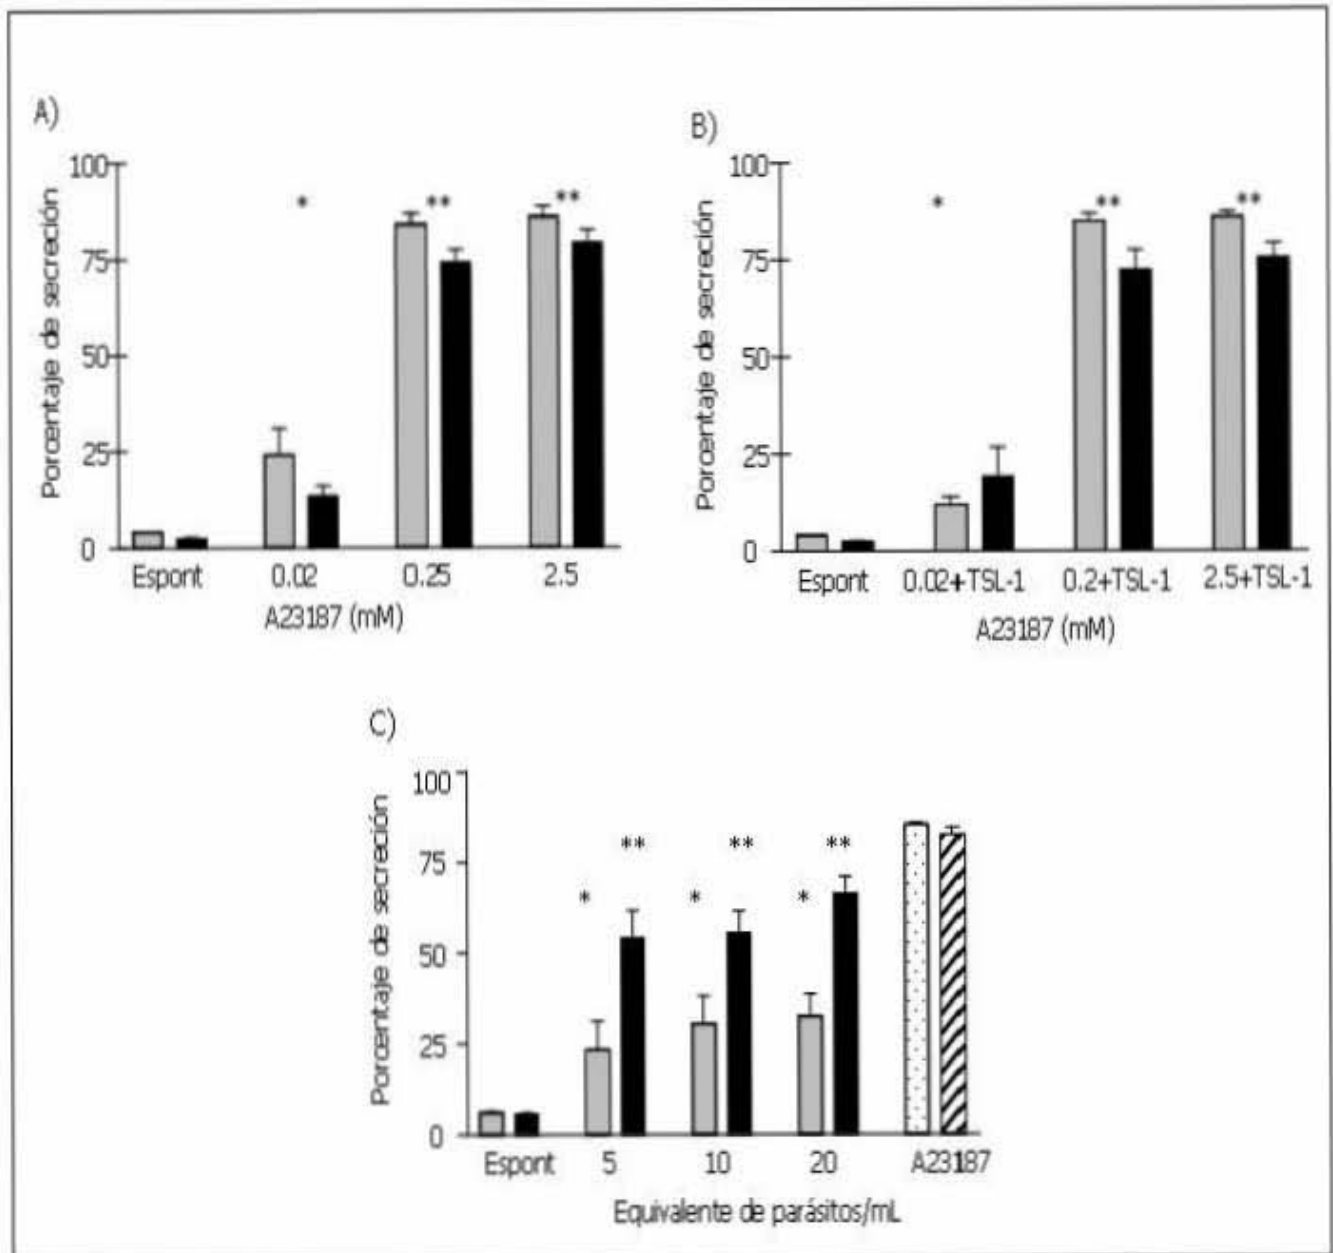 A)
Porcentaje de secreción
100
75
50
25
0
* ** **
Espont 0.02 0.25 2.5
A23187 (mM)
B)
Porcentaje de secreción
100
75
50
25
0
* ** **
Espont 0.02+TSL-1 0.2+TSL-1 2.5+TSL-1
A23187 (mM)
C)
Porcentaje de secreción
100
75
50
25
0
** ** **
* * *
Espont 5 10 20 A23187
Equivalente de parásitos/mL